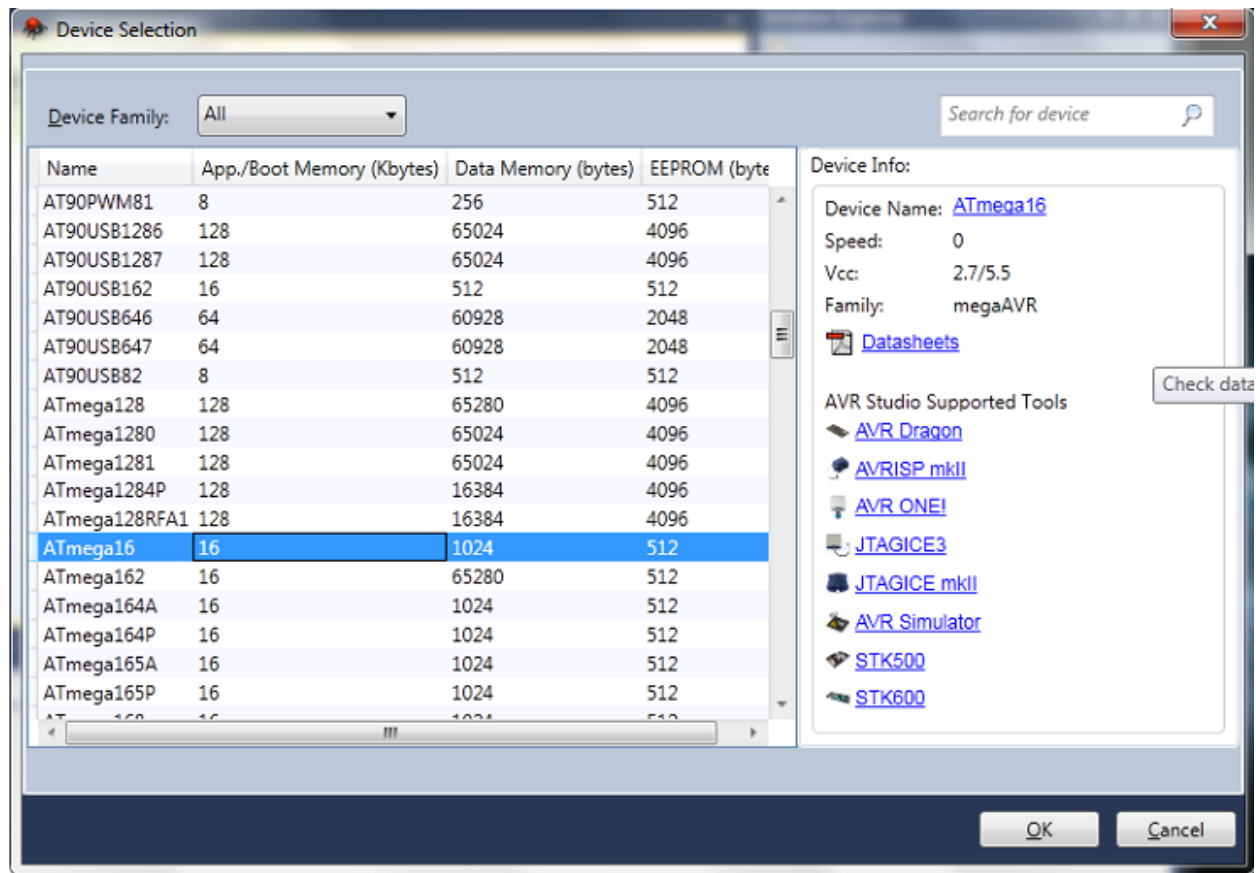 Device Selection
Device Family: All
Search for device
Name App./Boot Memory (Kbytes) Data Memory (bytes) EEPROM (byte
AT90PWM81 8 256 512
AT90USB1286 128 65024 4096
AT90USB1287 128 65024 4096
AT90USB162 16 512 512
AT90USB646 64 60928 2048
AT90USB647 64 60928 2048
AT90USB82 8 512 512
ATmega128 128 65280 4096
ATmega1280 128 65024 4096
ATmega1281 128 65024 4096
ATmega1284P 128 16384 4096
ATmega128RFA1 128 16384 4096
ATmega16 16 1024 512
ATmega162 16 65280 512
ATmega164A 16 1024 512
ATmega164P 16 1024 512
ATmega165A 16 1024 512
ATmega165P 16 1024 512
Device Info:
Device Name: ATmega16
Speed: 0
Vcc: 2.7/5.5
Family: megaAVR
Datasheets
Check data
AVR Studio Supported Tools
AVR Dragon
AVRISP mkII
AVR ONE!
JTAGICE3
JTAGICE mkII
AVR Simulator
STK500
STK600
OK
Cancel